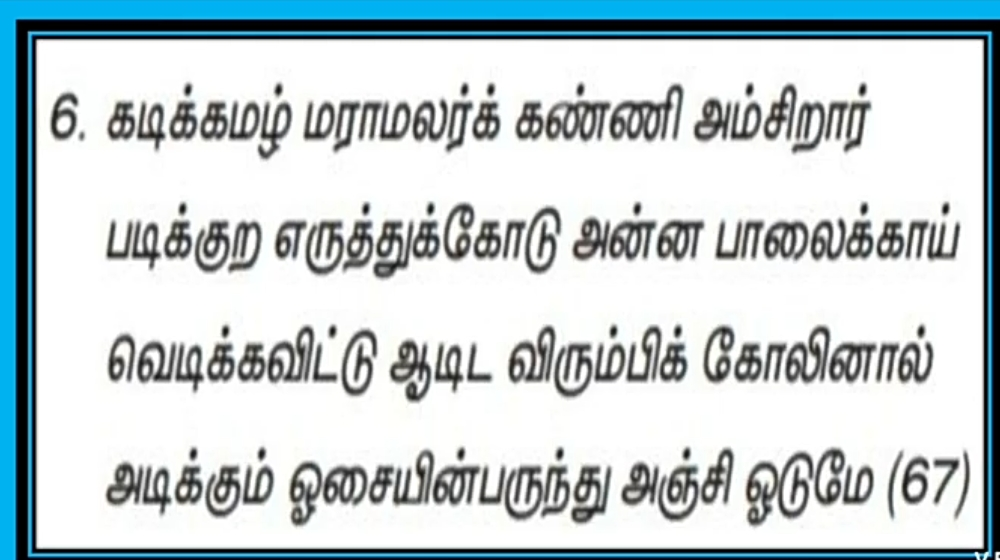 6. கடிக்கமழ் மராமலர்க் கண்ணி அம்சிறார்
படிக்குற எருத்துக்கோடு அன்ன பாலைக்காய்
வெடிக்கவிட்டு ஆடிட விரும்பிக் கோலினால்
அடிக்கும் ஓசையின்பருந்து அஞ்சி ஓடுமே (67)